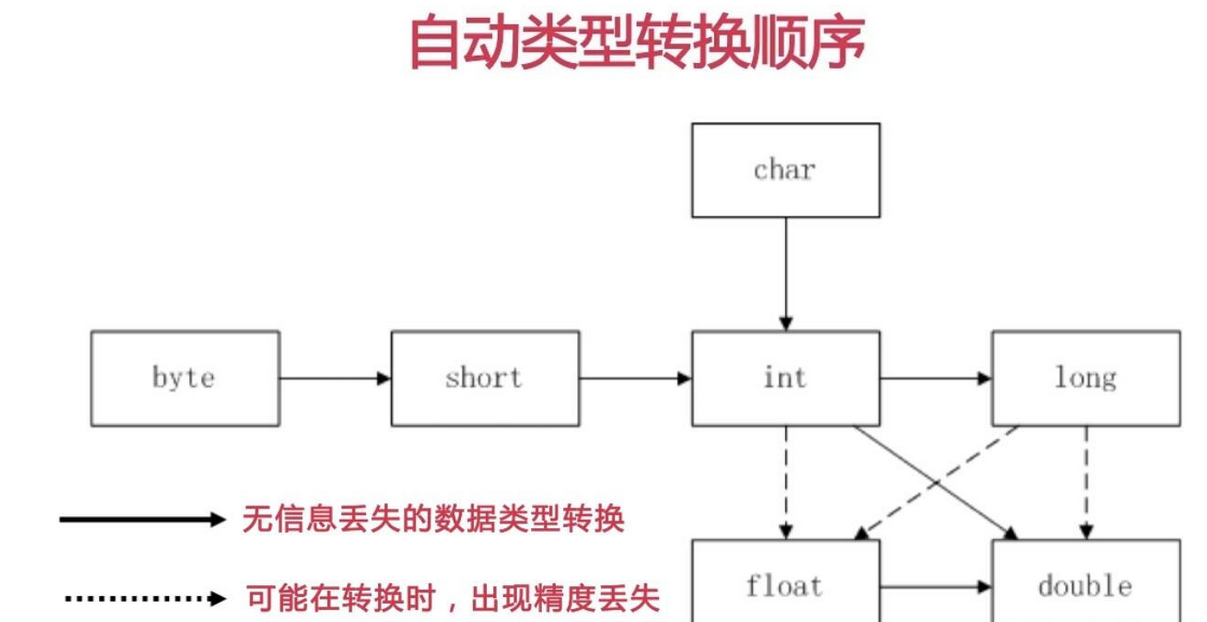 自动类型转换顺序
char
byte
short
int
long
无信息丢失的数据类型转换
可能在转换时，出现精度丢失
float
double